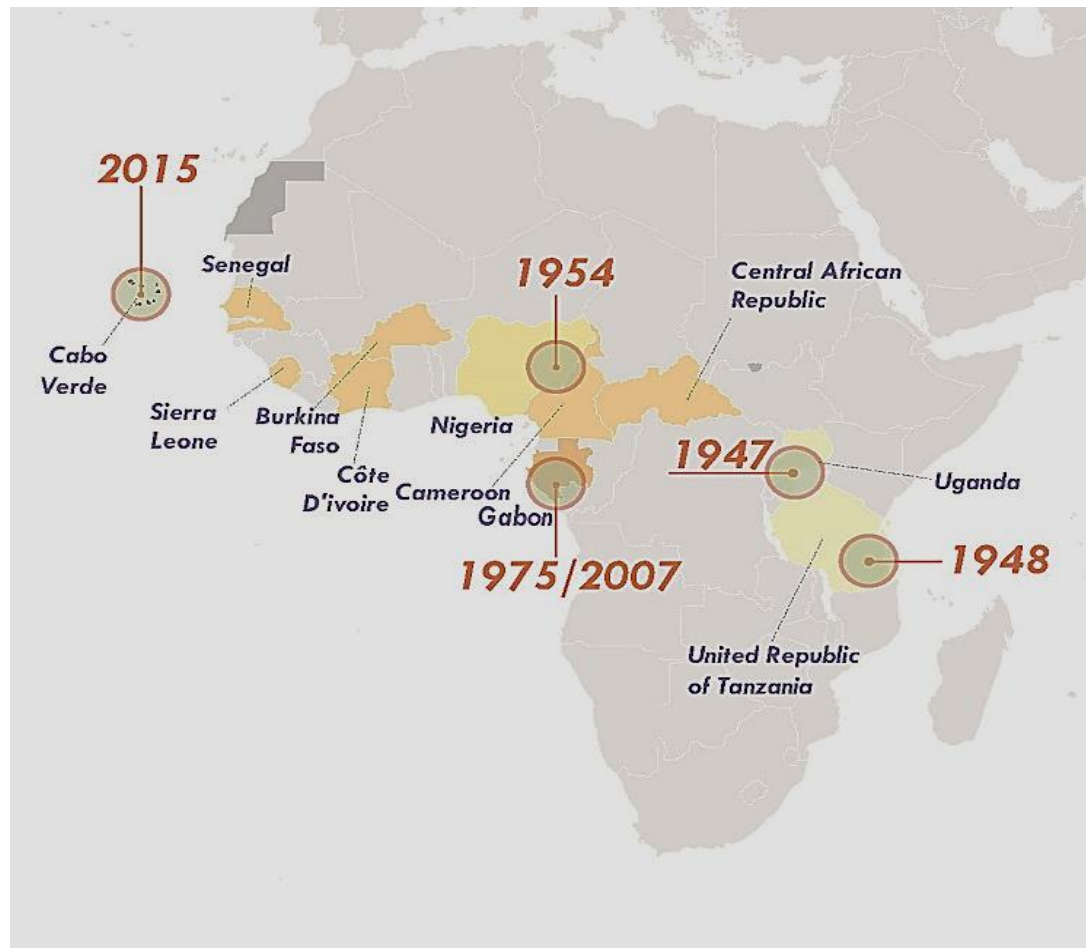 2015
Senegal
1954
Central African
Republic
Cabo
Verde
Sierra
Leone
Burkina
Faso
Côte
D'ivoire
Nigeria
Cameroon
Gabon
1947
Uganda
1975/2007
1948
United Republic
of Tanzania